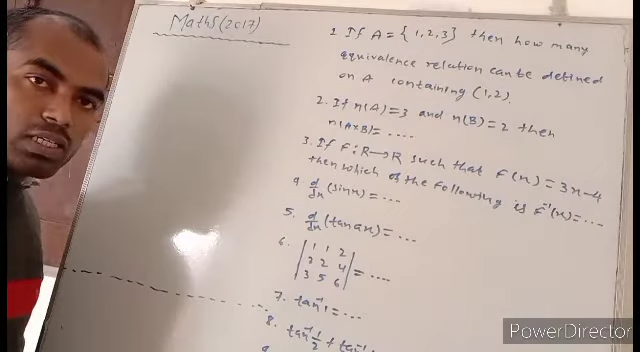 Maths (2017)
1 If A = { 1, 2, 3 } then how many
equivalence relation can be defined
on A containing (1, 2).
2. If n(A) = 3 and n(B) = 2 then
n(A×B) = ....
3. If F: R → R such that F(x) = 3x-4
then which of the following is F⁻¹(x) = ...
4 d/dx (sinx) = ...
5. d/dx (tanax) = ...
6. | 1 1 2 |
| 2 2 4 | = ....
| 3 5 6 |
7. tan⁻¹ 1 = ...
8. tan⁻¹ 1/2 + tan⁻¹
PowerDirector